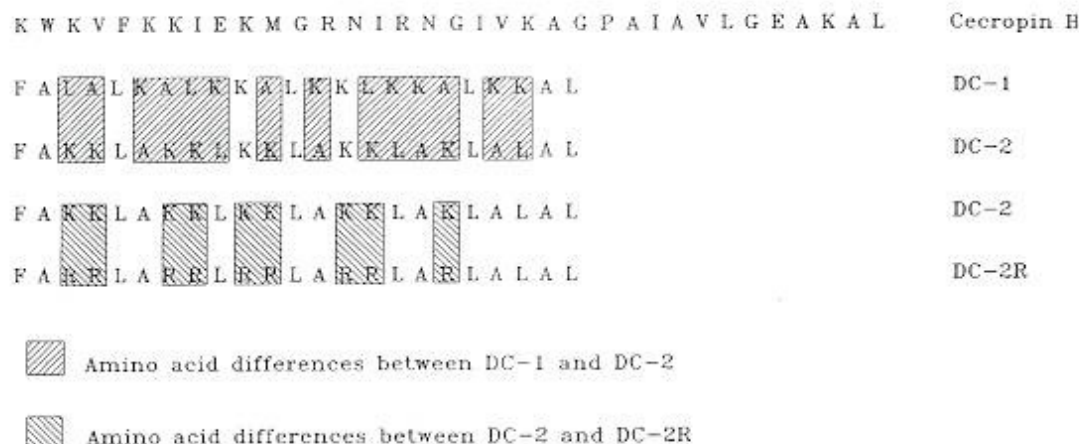 K W K V F K K I E K M G R N I R N G I V K A G P A I A V L G E A K A L Cecropin B
F A L A L K A L K K A L K K L K K A L K K A L DC-1
F A K K L A K K L K K L A K K L A K L A L A L DC-2
F A K K L A K K L K K L A K K L A K L A L A L DC-2
F A R R L A R R L R R L A R R L A R L A L A L DC-2R
Amino acid differences between DC-1 and DC-2
Amino acid differences between DC-2 and DC-2R